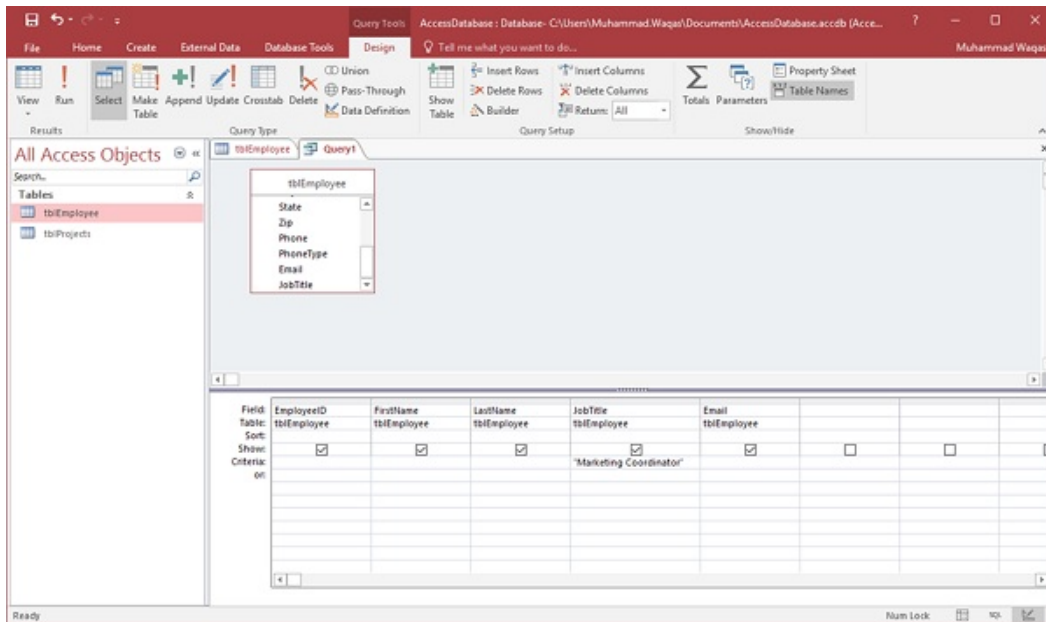 Query Tools AccessDatabase : Database- C:\Users\Muhammad.Waqas\Documents\AccessDatabase.accdb (Acce... ?
File Home Create External Data Database Tools Design Tell me what you want to do... Muhammad Waqas
View Run Select Make Table Append Update Crosstab Delete
Union
Pass-Through
Data Definition
Show Table
Insert Rows
Delete Rows
Builder
Insert Columns
Delete Columns
Return: All
Totals Parameters
Property Sheet
Table Names
Results Query Type Query Setup Show/Hide
All Access Objects
Search...
Tables
tblEmployee
tblProjects
tblEmployee Query1
tblEmployee
State
Zip
Phone
PhoneType
Email
JobTitle
Field: EmployeeID FirstName LastName JobTitle Email
Table: tblEmployee tblEmployee tblEmployee tblEmployee tblEmployee
Sort:
Show:
Criteria: "Marketing Coordinator"
or:
Ready Num Lock SQL